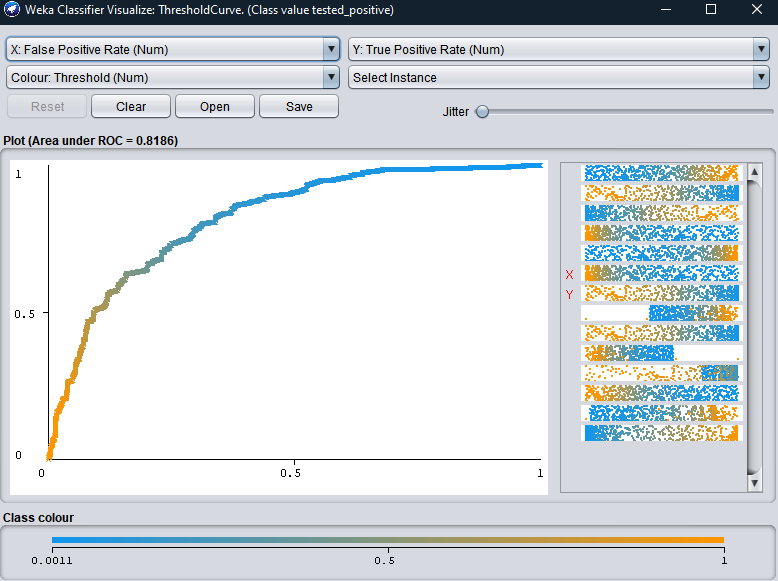 Weka Classifier Visualize: ThresholdCurve. (Class value tested_positive)
X: False Positive Rate (Num) Y: True Positive Rate (Num)
Colour: Threshold (Num) Select Instance
Reset Clear Open Save Jitter
Plot (Area under ROC = 0.8186)
1
0.5
0
0 0.5 1
X
Y
Class colour
0.0011 0.5 1